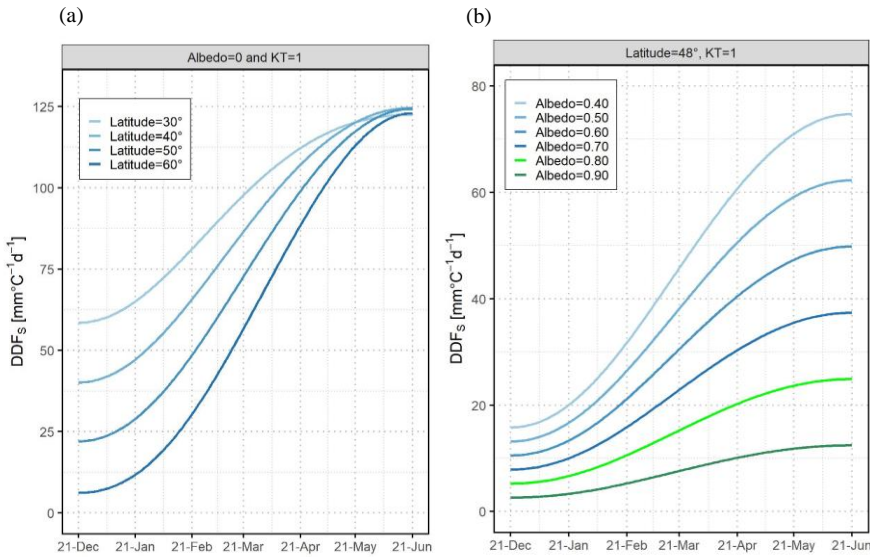 (a)
Albedo=0 and KT=1
DDFS [mm°C⁻¹d⁻¹]
125
100
75
50
25
0
Latitude=30°
Latitude=40°
Latitude=50°
Latitude=60°
21-Dec 21-Jan 21-Feb 21-Mar 21-Apr 21-May 21-Jun
(b)
Latitude=48°, KT=1
DDFS [mm°C⁻¹d⁻¹]
80
60
40
20
0
Albedo=0.40
Albedo=0.50
Albedo=0.60
Albedo=0.70
Albedo=0.80
Albedo=0.90
21-Dec 21-Jan 21-Feb 21-Mar 21-Apr 21-May 21-Jun